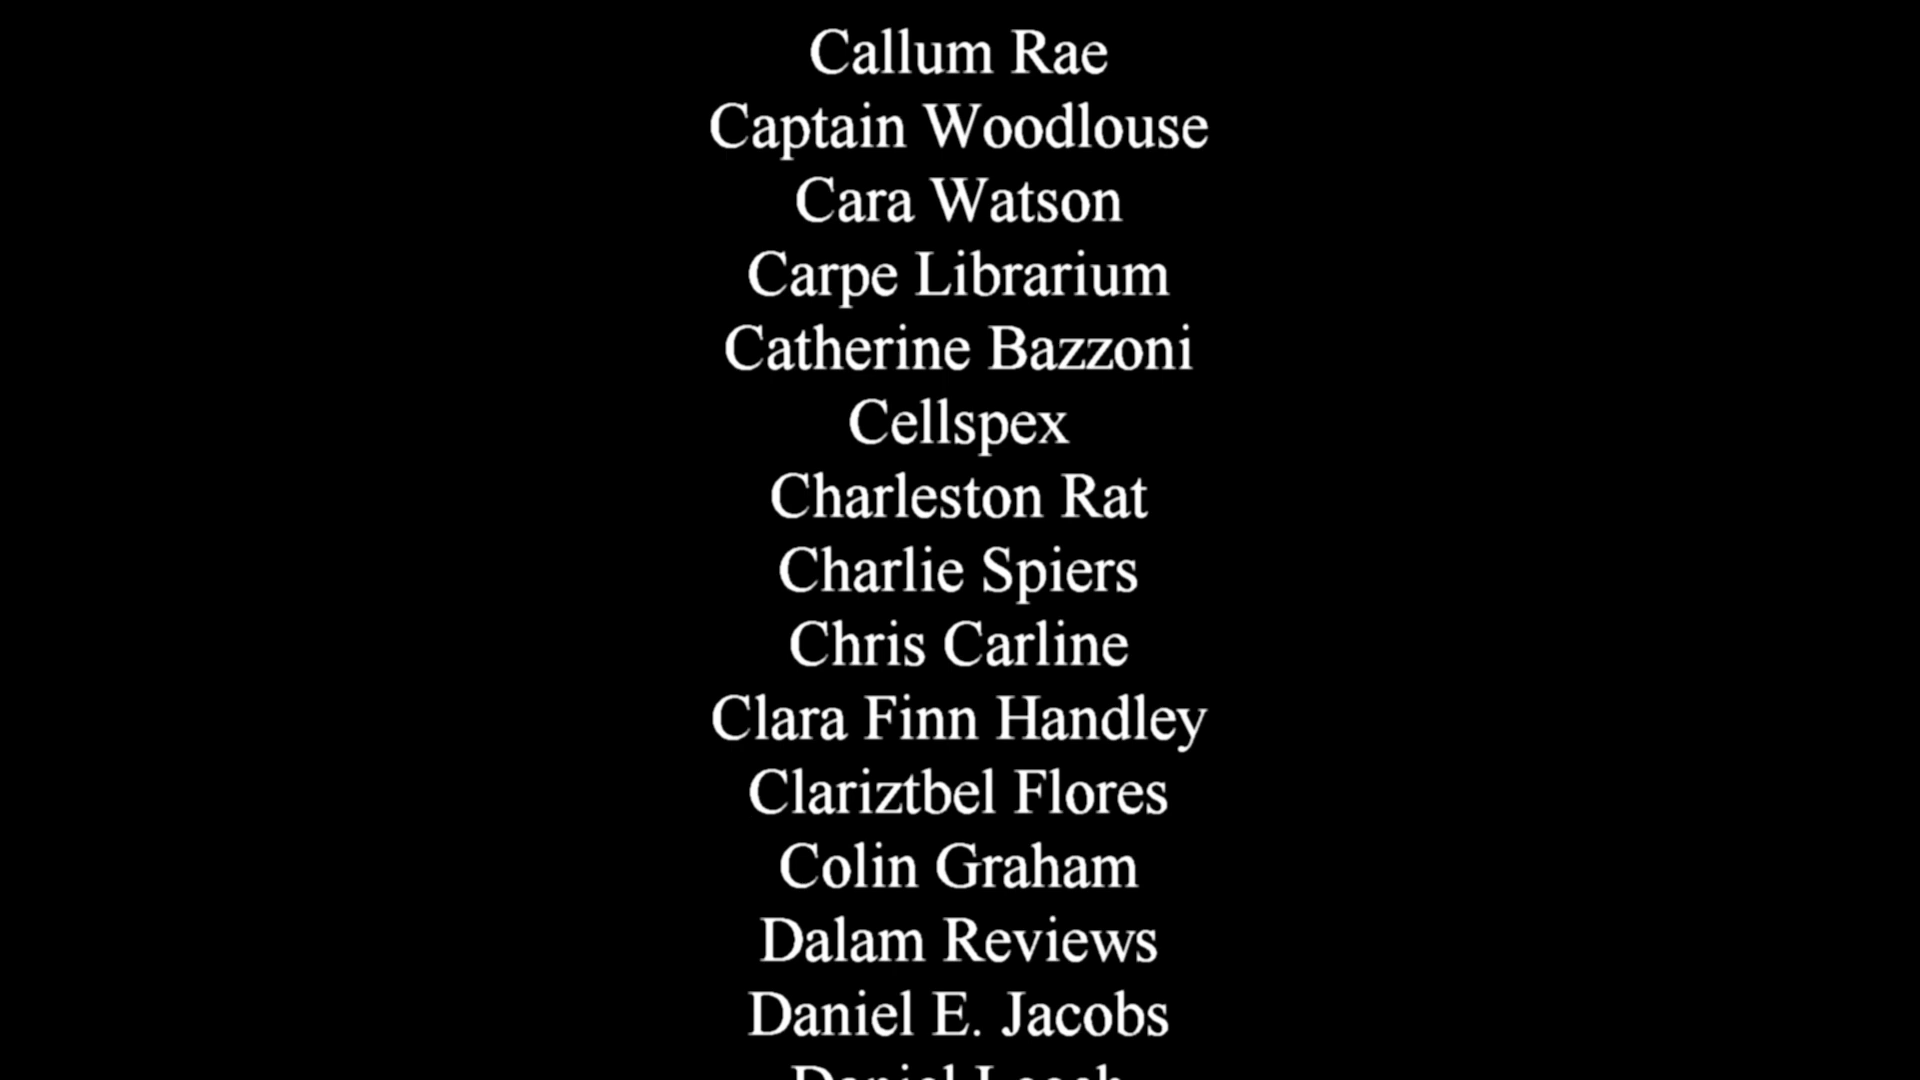 Callum Rae
Captain Woodlouse
Cara Watson
Carpe Librarium
Catherine Bazzoni
Cellspex
Charleston Rat
Charlie Spiers
Chris Carline
Clara Finn Handley
Clariztbel Flores
Colin Graham
Dalam Reviews
Daniel E. Jacobs
Daniel